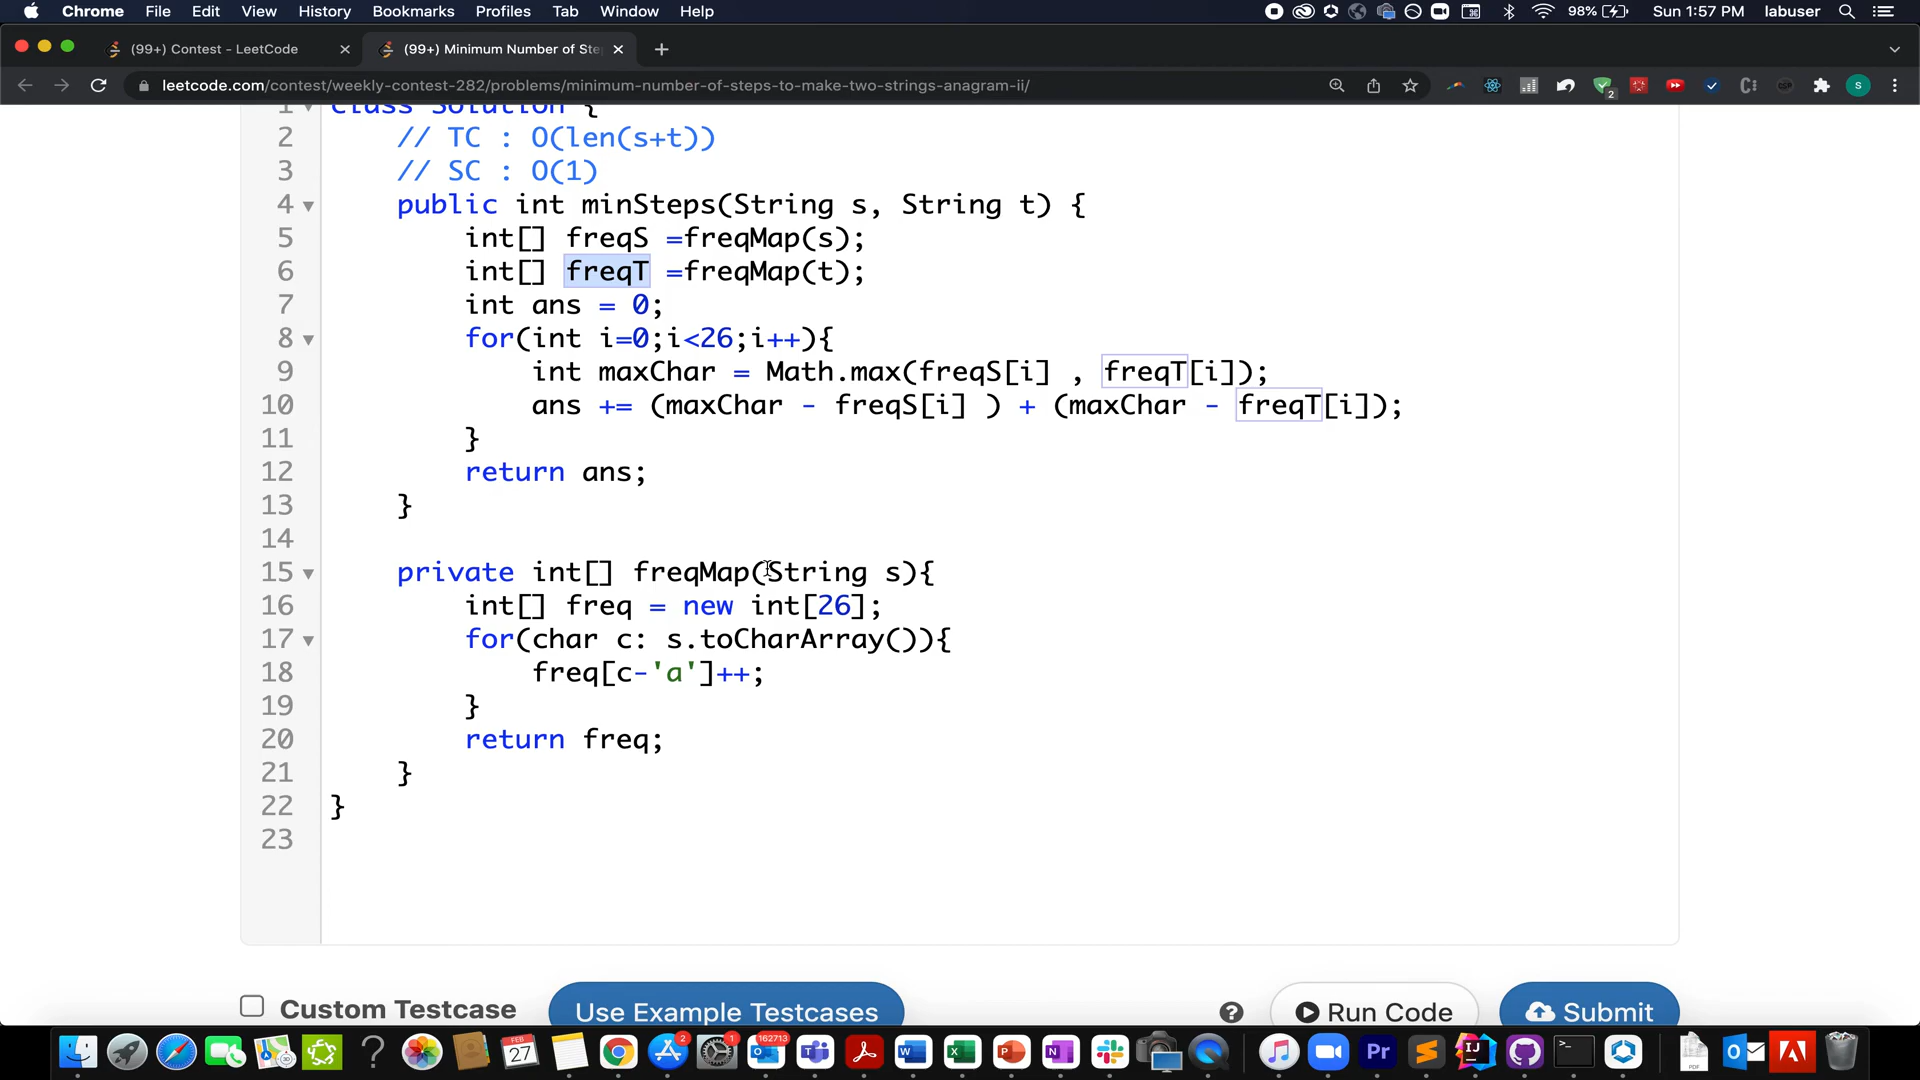 Chrome File Edit View History Bookmarks Profiles Tab Window Help 98% Sun 1:57 PM labuser
(99+) Contest - LeetCode (99+) Minimum Number of Ste
leetcode.com/contest/weekly-contest-282/problems/minimum-number-of-steps-to-make-two-strings-anagram-ii/
1 class Solution {
2 // TC : O(len(s+t))
3 // SC : O(1)
4 public int minSteps(String s, String t) {
5 int[] freqS =freqMap(s);
6 int[] freqT =freqMap(t);
7 int ans = 0;
8 for(int i=0;i<26;i++){
9 int maxChar = Math.max(freqS[i] , freqT[i]);
10 ans += (maxChar - freqS[i] ) + (maxChar - freqT[i]);
11 }
12 return ans;
13 }
14
15 private int[] freqMap(String s){
16 int[] freq = new int[26];
17 for(char c: s.toCharArray()){
18 freq[c-'a']++;
19 }
20 return freq;
21 }
22 }
23
Custom Testcase Use Example Testcases ? Run Code Submit